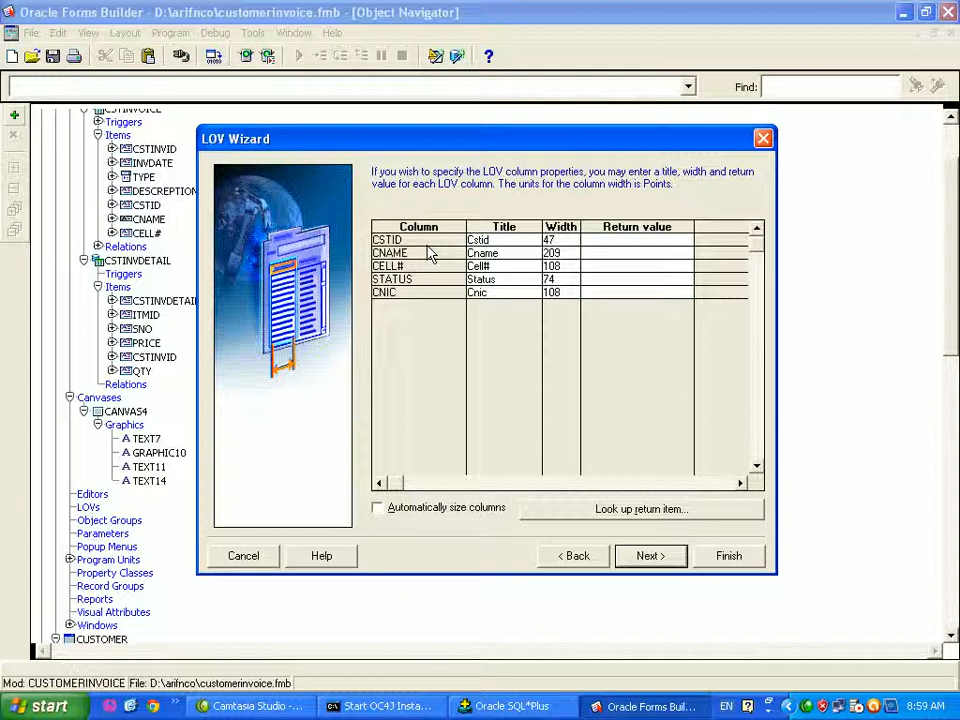 Oracle Forms Builder - D:\arifnco\customerinvoice.fmb - [Object Navigator]
File Edit View Layout Program Debug Tools Window Help
Find:
CSTINVOICE
Triggers
Items
CSTINVID
INVDATE
TYPE
DESCREPTION
CSTID
CNAME
CELL#
Relations
CSTINVDETAIL
Triggers
Items
CSTINVDETAI
ITMID
SNO
PRICE
CSTINVID
QTY
Relations
Canvases
CANVAS4
Graphics
TEXT7
GRAPHIC10
TEXT11
TEXT14
Editors
LOVs
Object Groups
Parameters
Popup Menus
Program Units
Property Classes
Record Groups
Reports
Visual Attributes
Windows
CUSTOMER
LOV Wizard
If you wish to specify the LOV column properties, you may enter a title, width and return
value for each LOV column. The units for the column width is Points.
Column Title Width Return value
CSTID Cstid 47
CNAME Cname 209
CELL# Cell# 108
STATUS Status 74
CNIC Cnic 108
Automatically size columns Look up return item...
Cancel Help < Back Next > Finish
Mod: CUSTOMERINVOICE File: D:\arifnco\customerinvoice.fmb
start Camtasia Studio - ... Start OC4J Insta... Oracle SQL*Plus Oracle Forms Buil... EN 8:59 AM